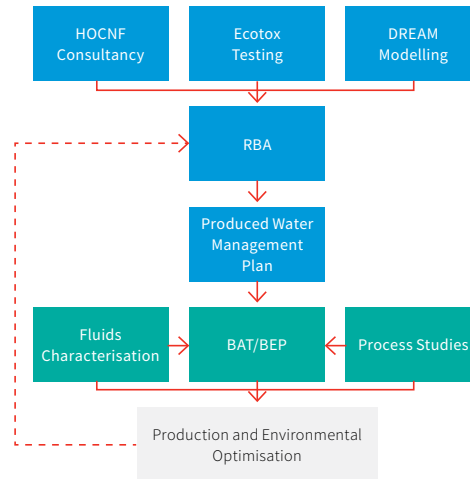 HOCNF
Consultancy
Ecotox
Testing
DREAM
Modelling
RBA
Produced Water
Management
Plan
Fluids
Characterisation
BAT/BEP
Process Studies
Production and Environmental
Optimisation